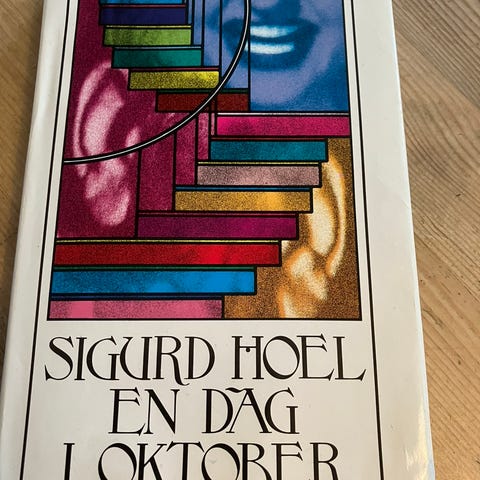 SIGURD HOEL
EN DAG
I OKTOBER